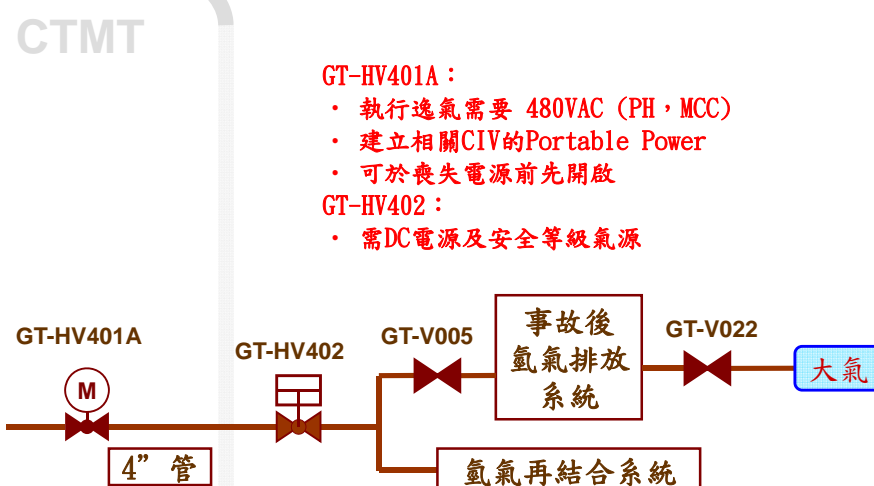 CTMT
GT-HV401A：
• 執行逸氣需要 480VAC (PH，MCC)
• 建立相關CIV的Portable Power
• 可於喪失電源前先開啟
GT-HV402：
• 需DC電源及安全等級氣源
GT-HV401A
GT-HV402
GT-V005
事故後
氫氣排放
系統
GT-V022
大氣
M
4” 管
氫氣再結合系統